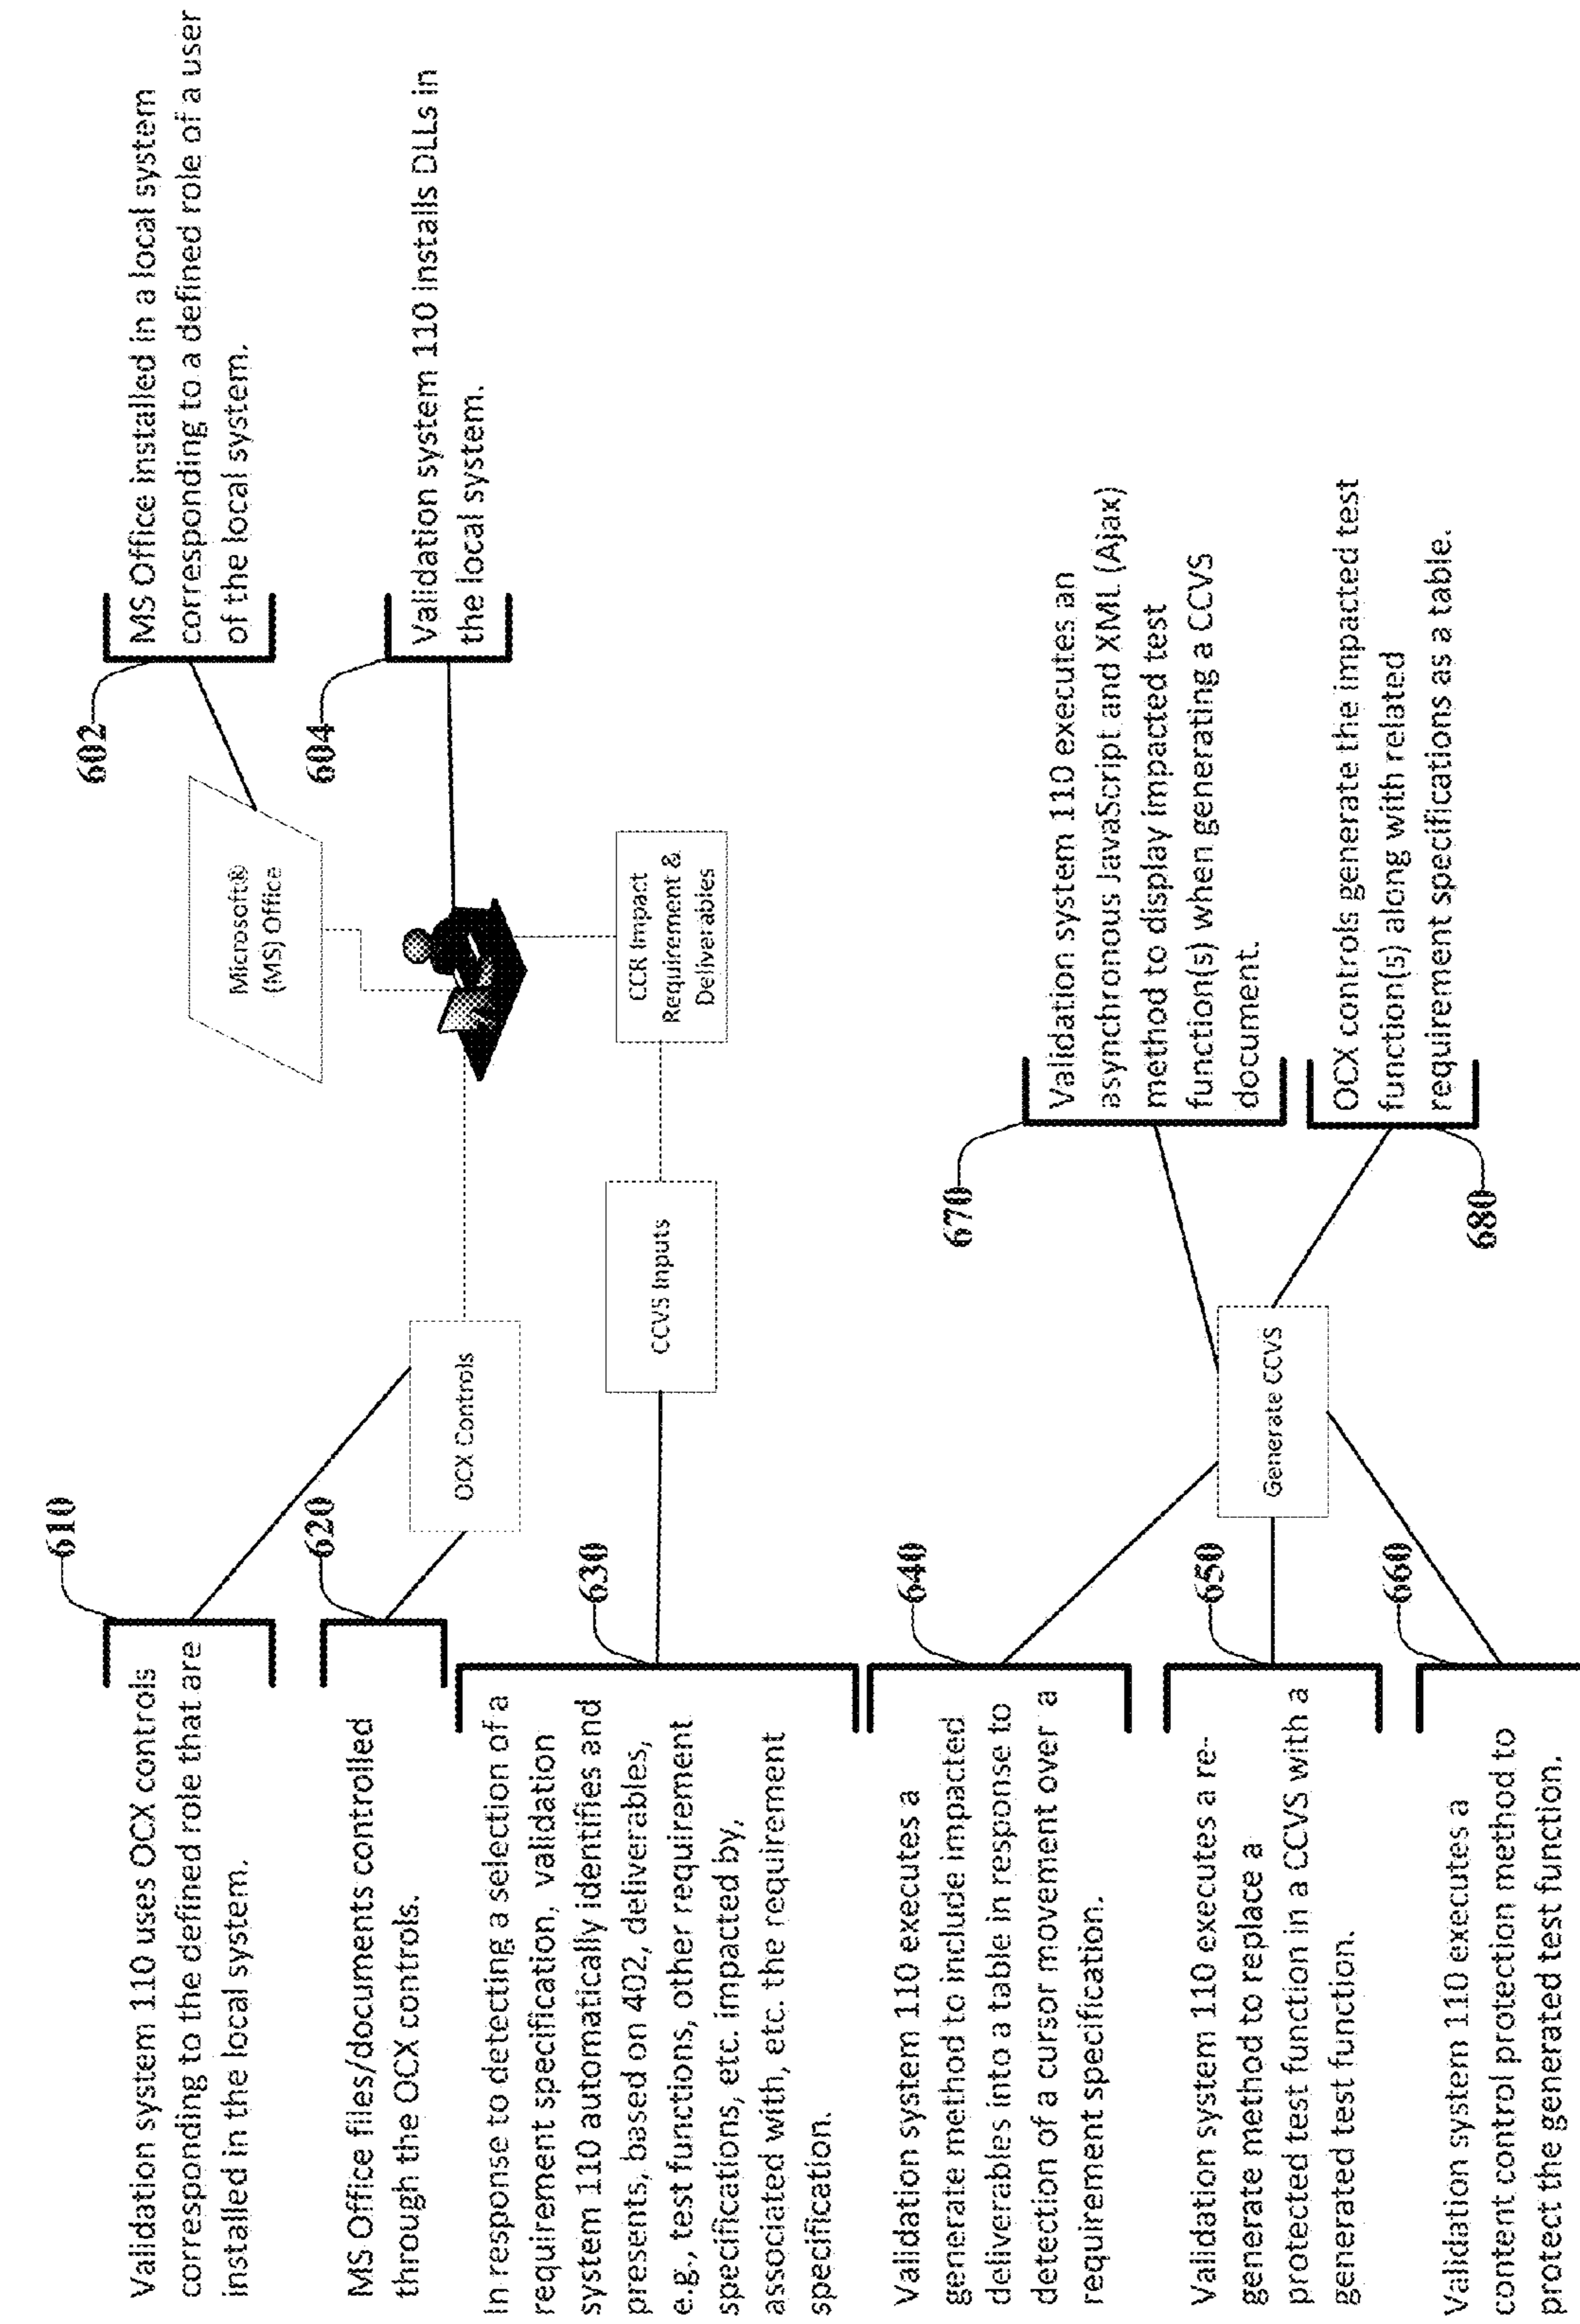 610
Validation system 110 uses OCX controls
corresponding to the defined role that are
installed in the local system.
620
MS Office files/documents controlled
through the OCX controls.
630
In response to detecting a selection of a
requirement specification, validation
system 110 automatically identifies and
presents, based on 402, deliverables,
e.g., test functions, other requirement
specifications, etc. impacted by,
associated with, etc. the requirement
specification.
640
Validation system 110 executes a
generate method to include impacted
deliverables into a table in response to
detection of a cursor movement over a
requirement specification.
650
Validation system 110 executes a re-
generate method to replace a
protected test function in a CCVS with a
generated test function.
660
Validation system 110 executes a
content control protection method to
protect the generated test function.
OCX Controls
CCVS Inputs
Generate CCVS
Microsoft®
(MS) Office
CCR Impact
Requirement &
Deliverables
602
MS Office installed in a local system
corresponding to a defined role of a user
of the local system.
604
Validation system 110 installs DLLs in
the local system.
670
Validation system 110 executes an
asynchronous JavaScript and XML (Ajax)
method to display impacted test
function(s) when generating a CCVS
document.
680
OCX controls generate the impacted test
function(s) along with related
requirement specifications as a table.